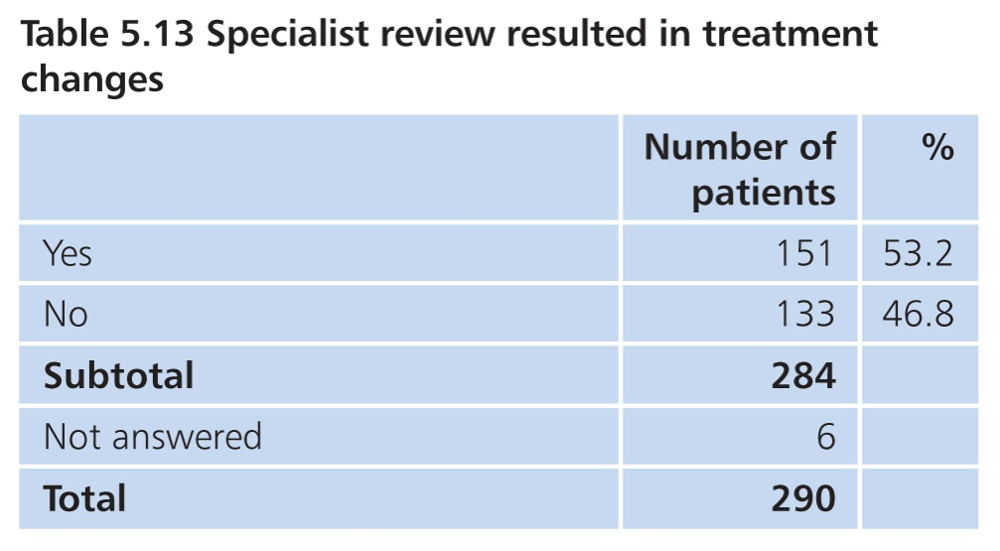 Table 5.13 Specialist review resulted in treatment
changes
Number of
patients
%
Yes 151 53.2
No 133 46.8
Subtotal 284
Not answered 6
Total 290